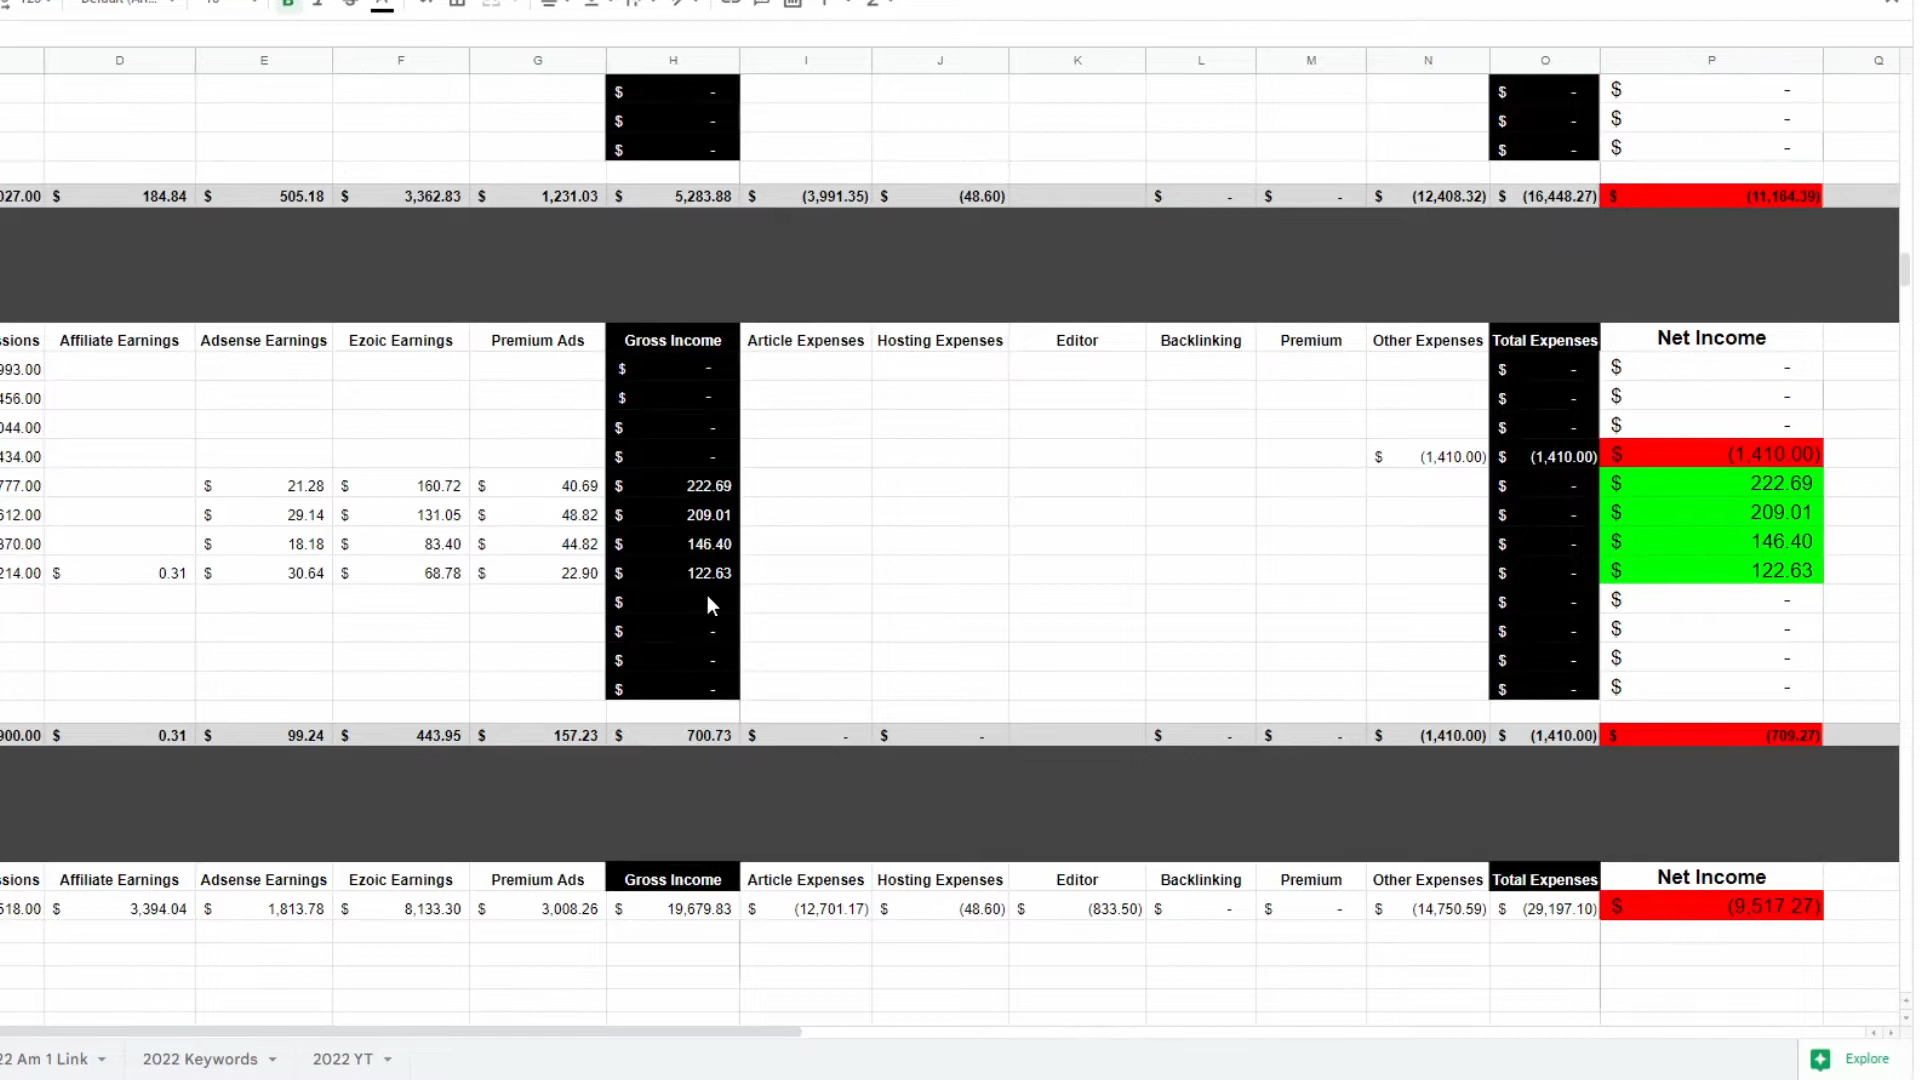 D E F G H I J K L M N O P Q
$ - $ - $ -
$ - $ - $ -
$ - $ - $ -
027.00 $ 184.84 $ 505.18 $ 3,362.83 $ 1,231.03 $ 5,283.88 $ (3,991.35) $ (48.60) $ - $ - $ (12,408.32) $ (16,448.27) $ (11,164.39)
ssions Affiliate Earnings Adsense Earnings Ezoic Earnings Premium Ads Gross Income Article Expenses Hosting Expenses Editor Backlinking Premium Other Expenses Total Expenses Net Income
993.00 $ - $ - $ -
456.00 $ - $ - $ -
044.00 $ - $ - $ -
434.00 $ - $ (1,410.00) $ (1,410.00) $ (1,410.00)
777.00 $ 21.28 $ 160.72 $ 40.69 $ 222.69 $ - $ 222.69
612.00 $ 29.14 $ 131.05 $ 48.82 $ 209.01 $ - $ 209.01
370.00 $ 18.18 $ 83.40 $ 44.82 $ 146.40 $ - $ 146.40
214.00 $ 0.31 $ 30.64 $ 68.78 $ 22.90 $ 122.63 $ - $ 122.63
$ $ - $ -
$ - $ - $ -
$ - $ - $ -
$ - $ - $ -
900.00 $ 0.31 $ 99.24 $ 443.95 $ 157.23 $ 700.73 $ - $ - $ - $ - $ (1,410.00) $ (1,410.00) $ (709.27)
ssions Affiliate Earnings Adsense Earnings Ezoic Earnings Premium Ads Gross Income Article Expenses Hosting Expenses Editor Backlinking Premium Other Expenses Total Expenses Net Income
518.00 $ 3,394.04 $ 1,813.78 $ 8,133.30 $ 3,008.26 $ 19,679.83 $ (12,701.17) $ (48.60) $ (833.50) $ - $ - $ (14,750.59) $ (29,197.10) $ (9,517.27)
22 Am 1 Link 2022 Keywords 2022 YT Explore